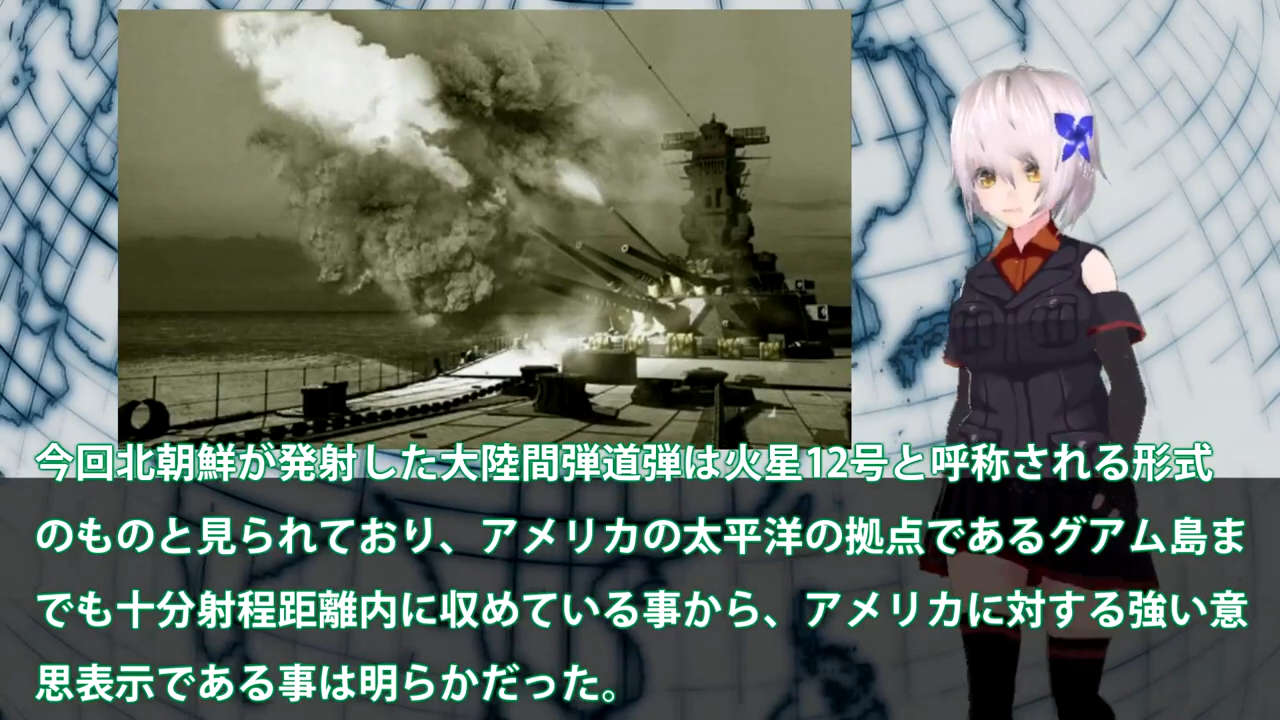 今回北朝鮮が発射した大陸間弾道弾は火星12号と呼称される形式
のものと見られており、アメリカの太平洋の拠点であるグアム島ま
でも十分射程距離内に収めている事から、アメリカに対する強い意
思表示である事は明らかだった。